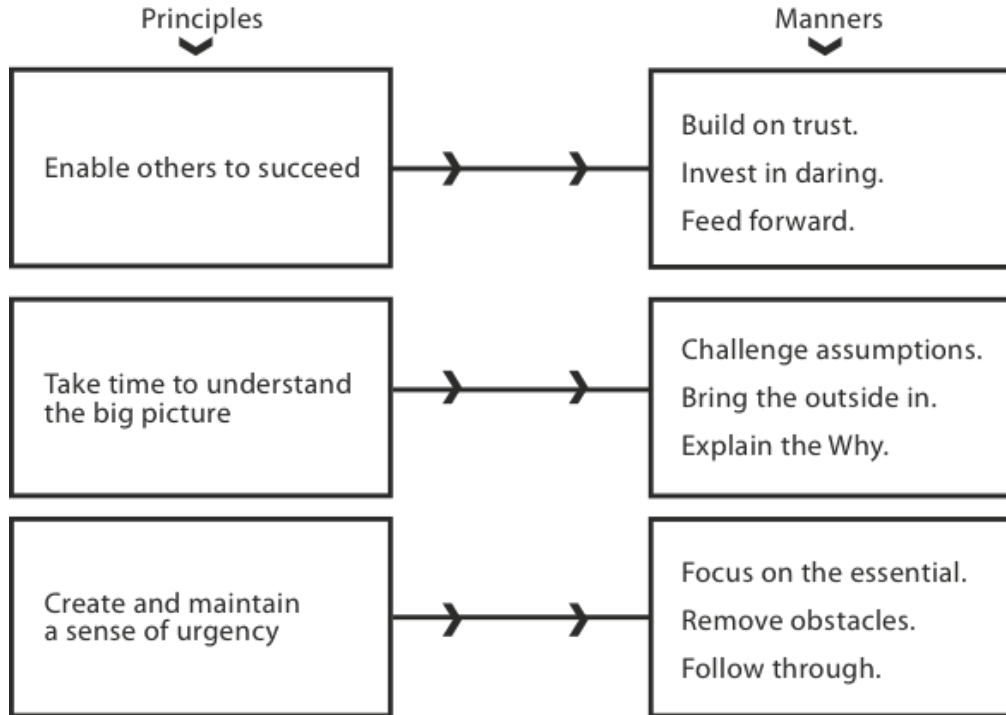 Principles
Manners
Enable others to succeed
Build on trust.
Invest in daring.
Feed forward.
Take time to understand
the big picture
Challenge assumptions.
Bring the outside in.
Explain the Why.
Create and maintain
a sense of urgency
Focus on the essential.
Remove obstacles.
Follow through.